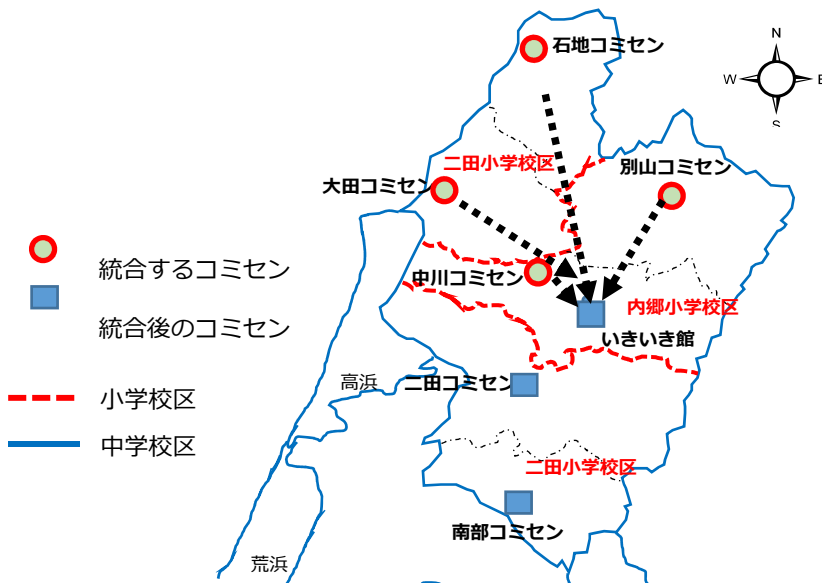 石地コミセン
N
W
E
S
二田小学校区
別山コミセン
大田コミセン
中川コミセン
統合するコミセン
内郷小学校区
統合後のコミセン
いきいき館
高浜
二田コミセン
小学校区
中学校区
二田小学校区
南部コミセン
荒浜